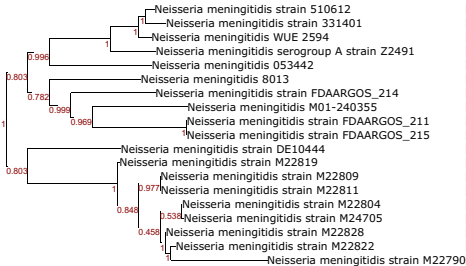 Neisseria meningitidis strain 510612
1
Neisseria meningitidis strain 331401
1
Neisseria meningitidis WUE 2594
1
Neisseria meningitidis serogroup A strain Z2491
0.996
Neisseria meningitidis 053442
0.803
Neisseria meningitidis 8013
0.782
Neisseria meningitidis strain FDAARGOS_214
0.999
Neisseria meningitidis M01-240355
0.969
Neisseria meningitidis strain FDAARGOS_211
1
Neisseria meningitidis strain FDAARGOS_215
1
Neisseria meningitidis strain DE10444
0.803
Neisseria meningitidis strain M22819
1
Neisseria meningitidis strain M22809
0.977
Neisseria meningitidis strain M22811
0.848
Neisseria meningitidis strain M22804
0.538
Neisseria meningitidis strain M24705
0.458
Neisseria meningitidis strain M22828
1
Neisseria meningitidis strain M22822
1
Neisseria meningitidis strain M22790